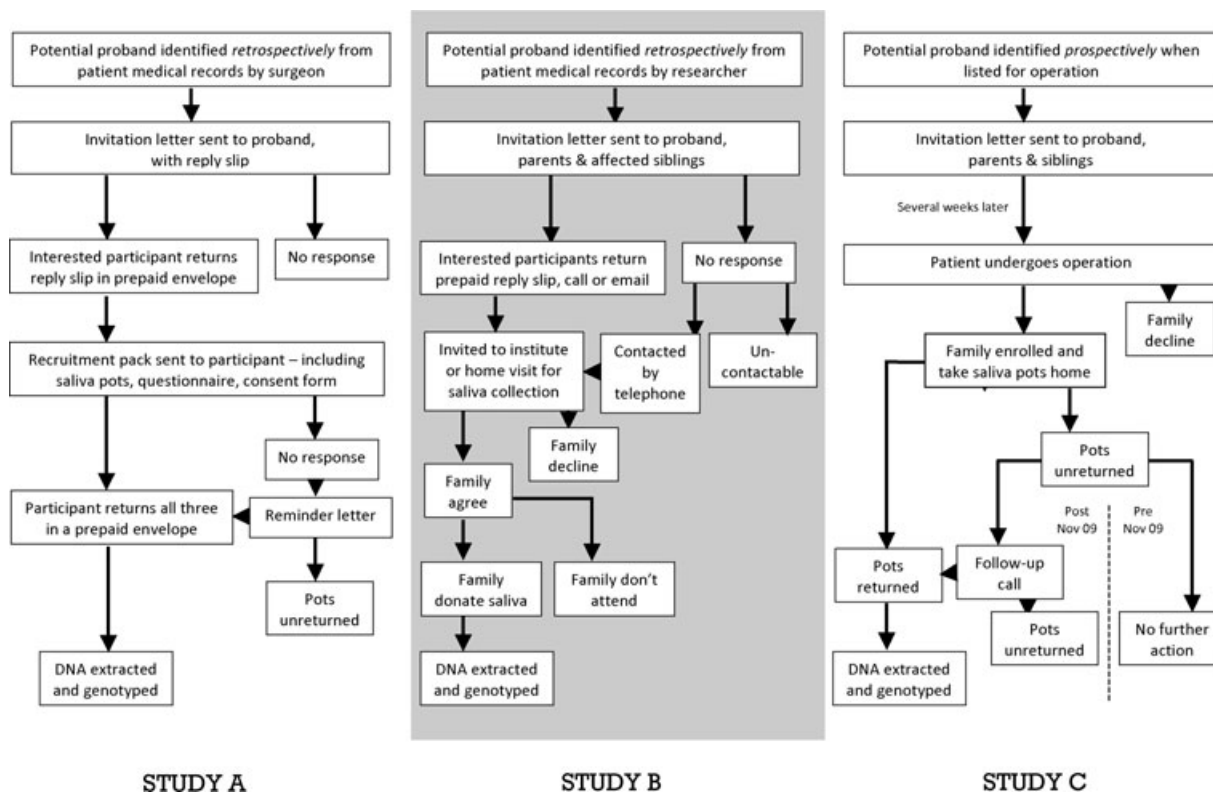 Potential proband identified retrospectively from
patient medical records by surgeon
Invitation letter sent to proband,
with reply slip
Interested participant returns
reply slip in prepaid envelope
No response
Recruitment pack sent to participant – including
saliva pots, questionnaire, consent form
No response
Participant returns all three
in a prepaid envelope
Reminder letter
Pots
unreturned
DNA extracted
and genotyped
STUDY A
Potential proband identified retrospectively from
patient medical records by researcher
Invitation letter sent to proband,
parents & affected siblings
Interested participants return
prepaid reply slip, call or email
No response
Invited to institute
or home visit for
saliva collection
Contacted
by
telephone
Un-
contactable
Family
decline
Family
agree
Family
donate saliva
Family don't
attend
DNA extracted
and genotyped
STUDY B
Potential proband identified prospectively when
listed for operation
Invitation letter sent to proband,
parents & siblings
Several weeks later
Patient undergoes operation
Family
decline
Family enrolled and
take saliva pots home
Pots
unreturned
Post
Nov 09
Pre
Nov 09
Pots
returned
Follow-up
call
Pots
unreturned
No further
action
DNA extracted
and genotyped
STUDY C